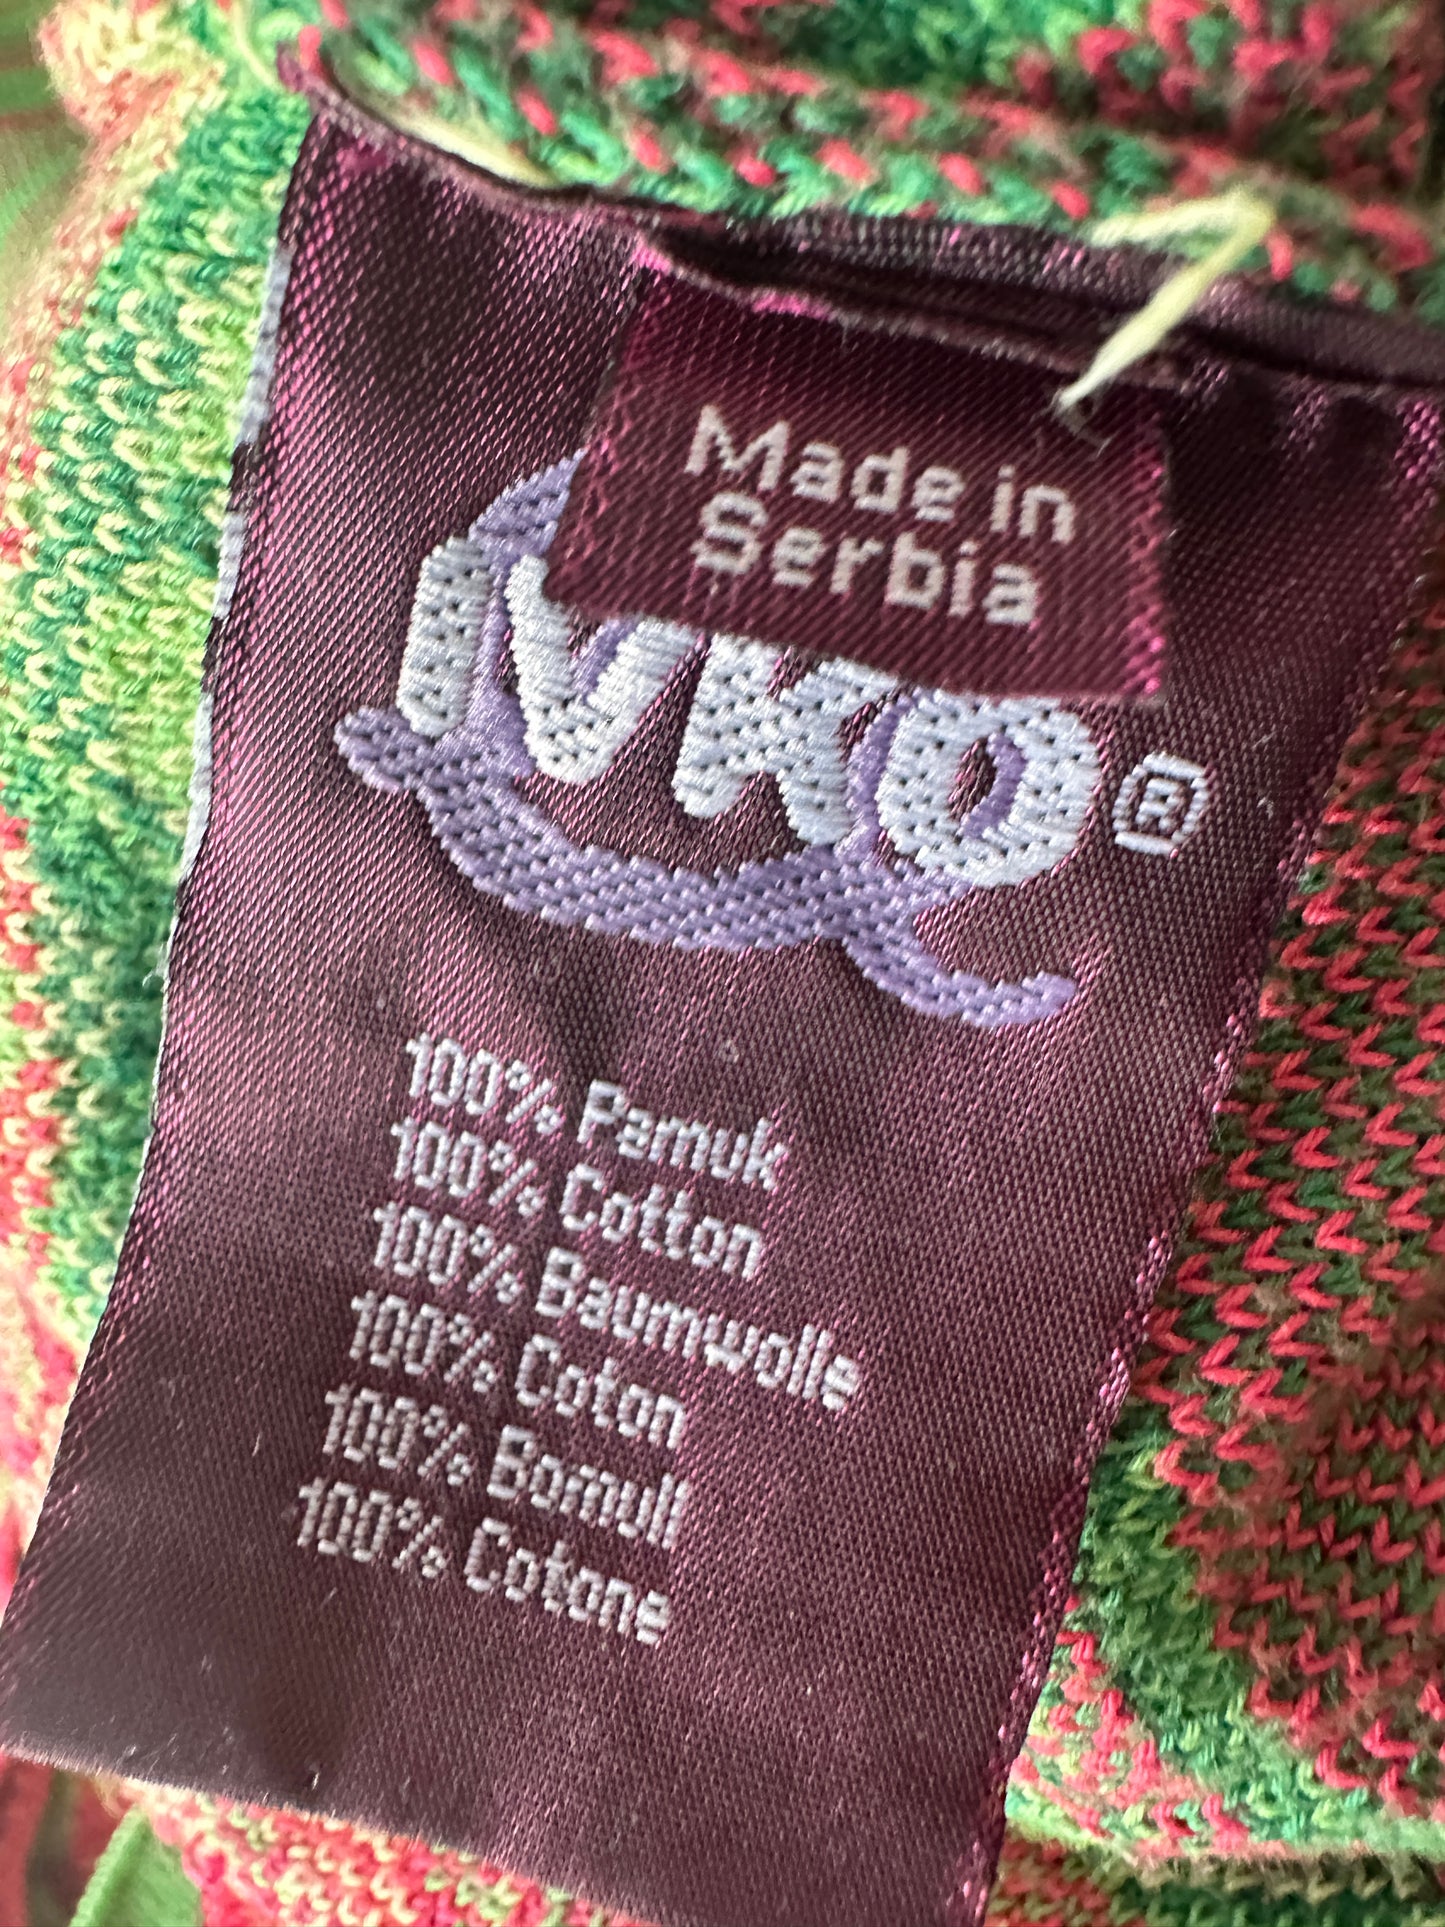 Made in
Serbia
IVKO®
100% Pamuk
100% Cotton
100% Baumwolle
100% Coton
100% Bomull
100% Cotone